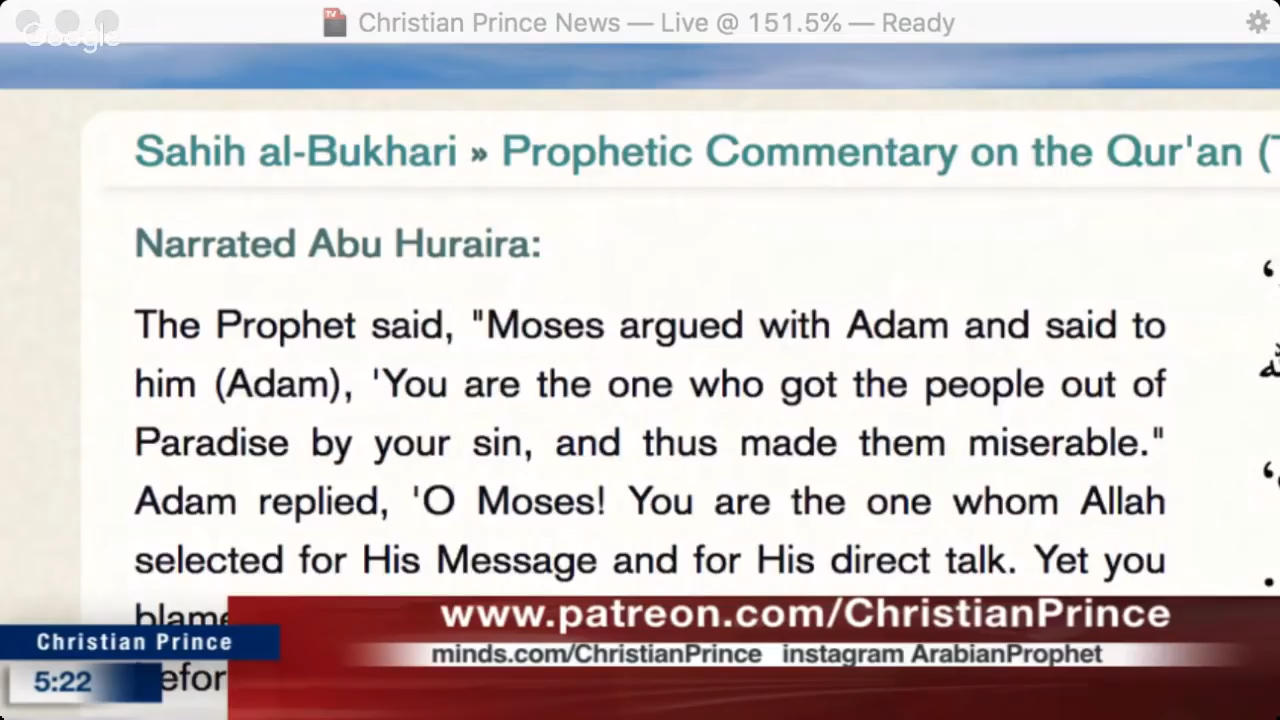 Christian Prince News — Live @ 151.5% — Ready
Google
Sahih al-Bukhari » Prophetic Commentary on the Qur'an (
Narrated Abu Huraira:
The Prophet said, "Moses argued with Adam and said to
him (Adam), 'You are the one who got the people out of
Paradise by your sin, and thus made them miserable."
Adam replied, 'O Moses! You are the one whom Allah
selected for His Message and for His direct talk. Yet you
blame
www.patreon.com/ChristianPrince
Christian Prince
minds.com/ChristianPrince instagram ArabianProphet
5:22
efor